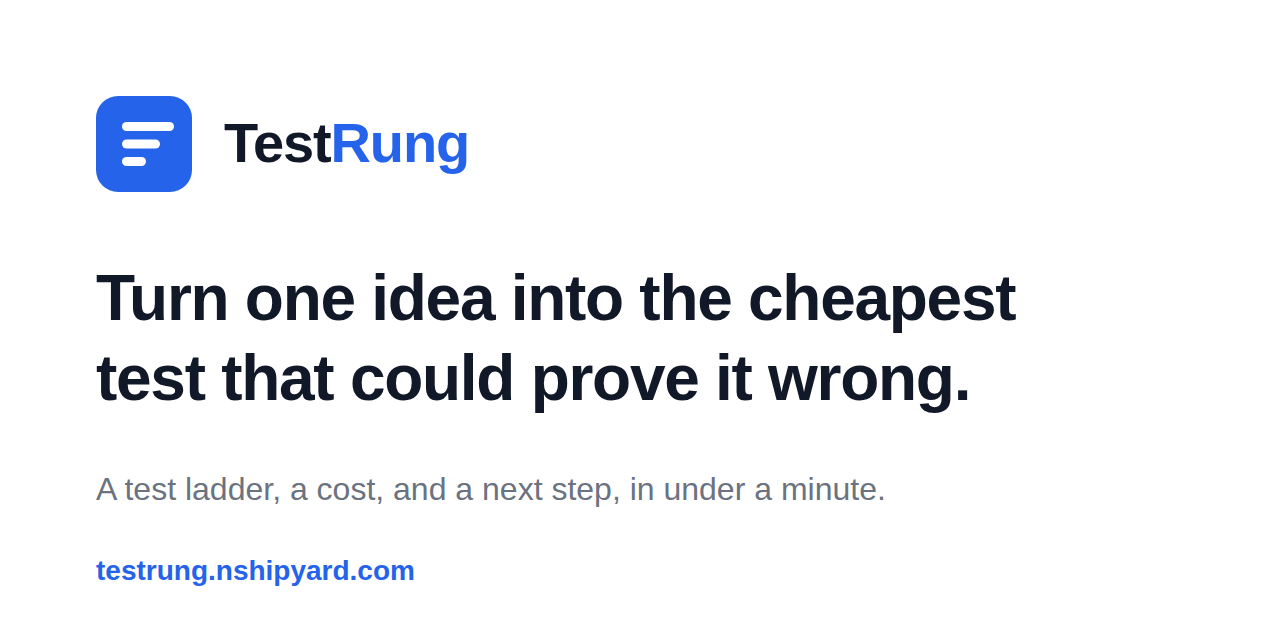 TestRung
Turn one idea into the cheapest
test that could prove it wrong.
A test ladder, a cost, and a next step, in under a minute.
testrung.nshipyard.com